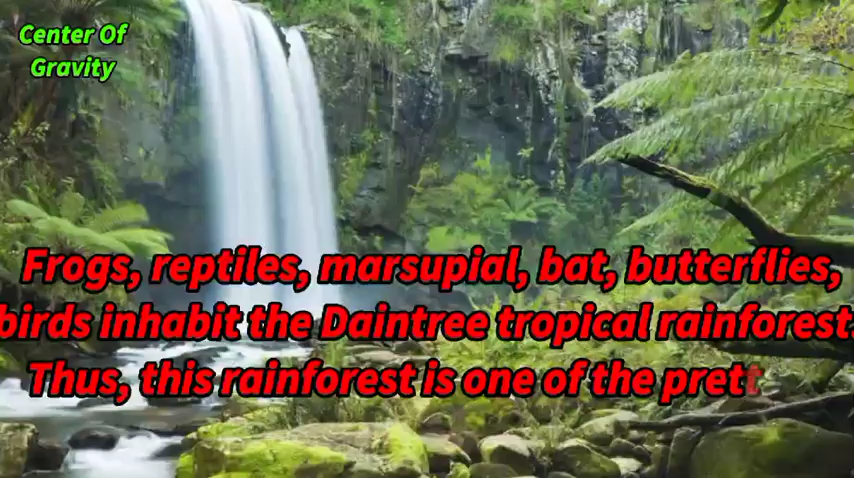 Center Of
Gravity
Frogs, reptiles, marsupial, bat, butterflies,
birds inhabit the Daintree tropical rainforest.
Thus, this rainforest is one of the prett